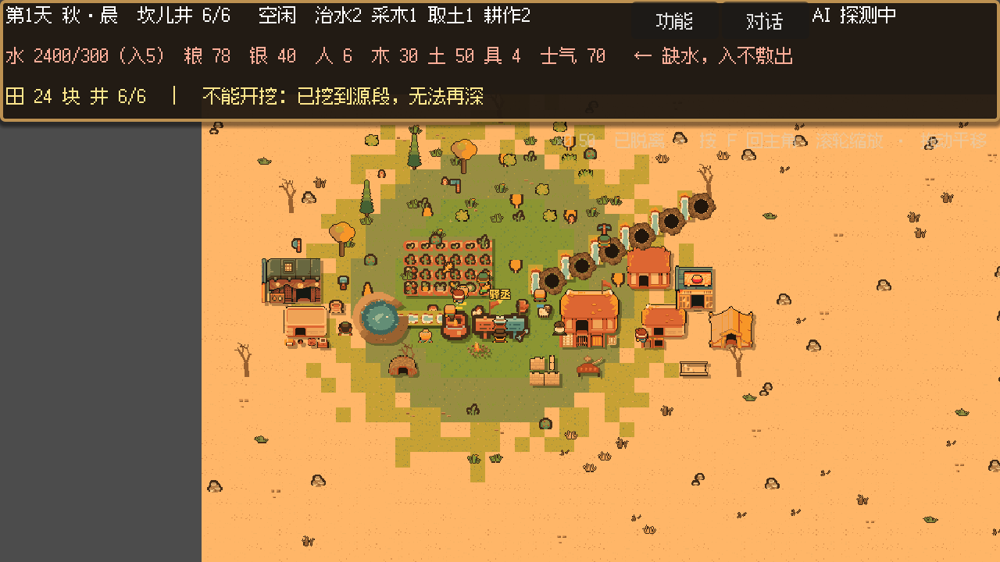 第1天 秋·晨 坎儿井 6/6 空闲 治水2 采木1 取土1 耕作2 功能 对话 AI 探测中
水 2400/300 (入5) 粮 78 银 40 人 6 木 30 土 50 具 4 士气 70 ← 缺水，入不敷出
田 24 块 井 6/6 | 不能开挖：已挖到源段，无法再深
已脱离 · 按 F 回主角 · 滚轮缩放 · 拖动平移
驿丞